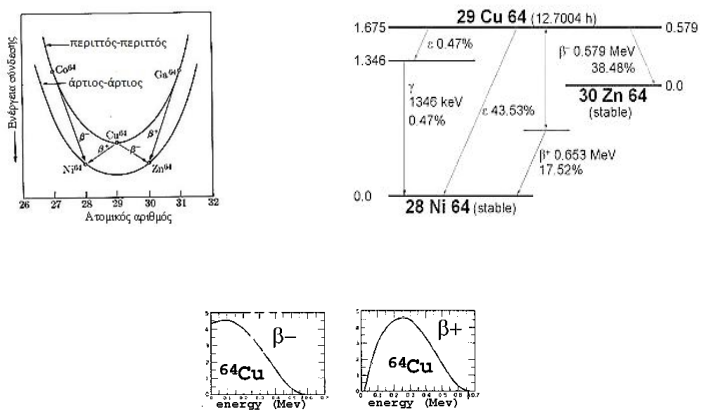 Ενέργεια σύνδεσης
περιττός-περιττός
Co64
Ga64
άρτιος-άρτιος
Cu64
β−
β+
β+
β−
Ni64
Zn64
26 27 28 29 30 31 32
Ατομικός αριθμός
29 Cu 64 (12.7004 h)
1.675
0.579
ε 0.47%
1.346
β− 0.579 MeV
38.48%
0.0
30 Zn 64
(stable)
γ
1346 keV
0.47%
ε 43.53%
β+ 0.653 MeV
17.52%
0.0
28 Ni 64 (stable)
β−
64Cu
energy (Mev)
β+
64Cu
energy (Mev)